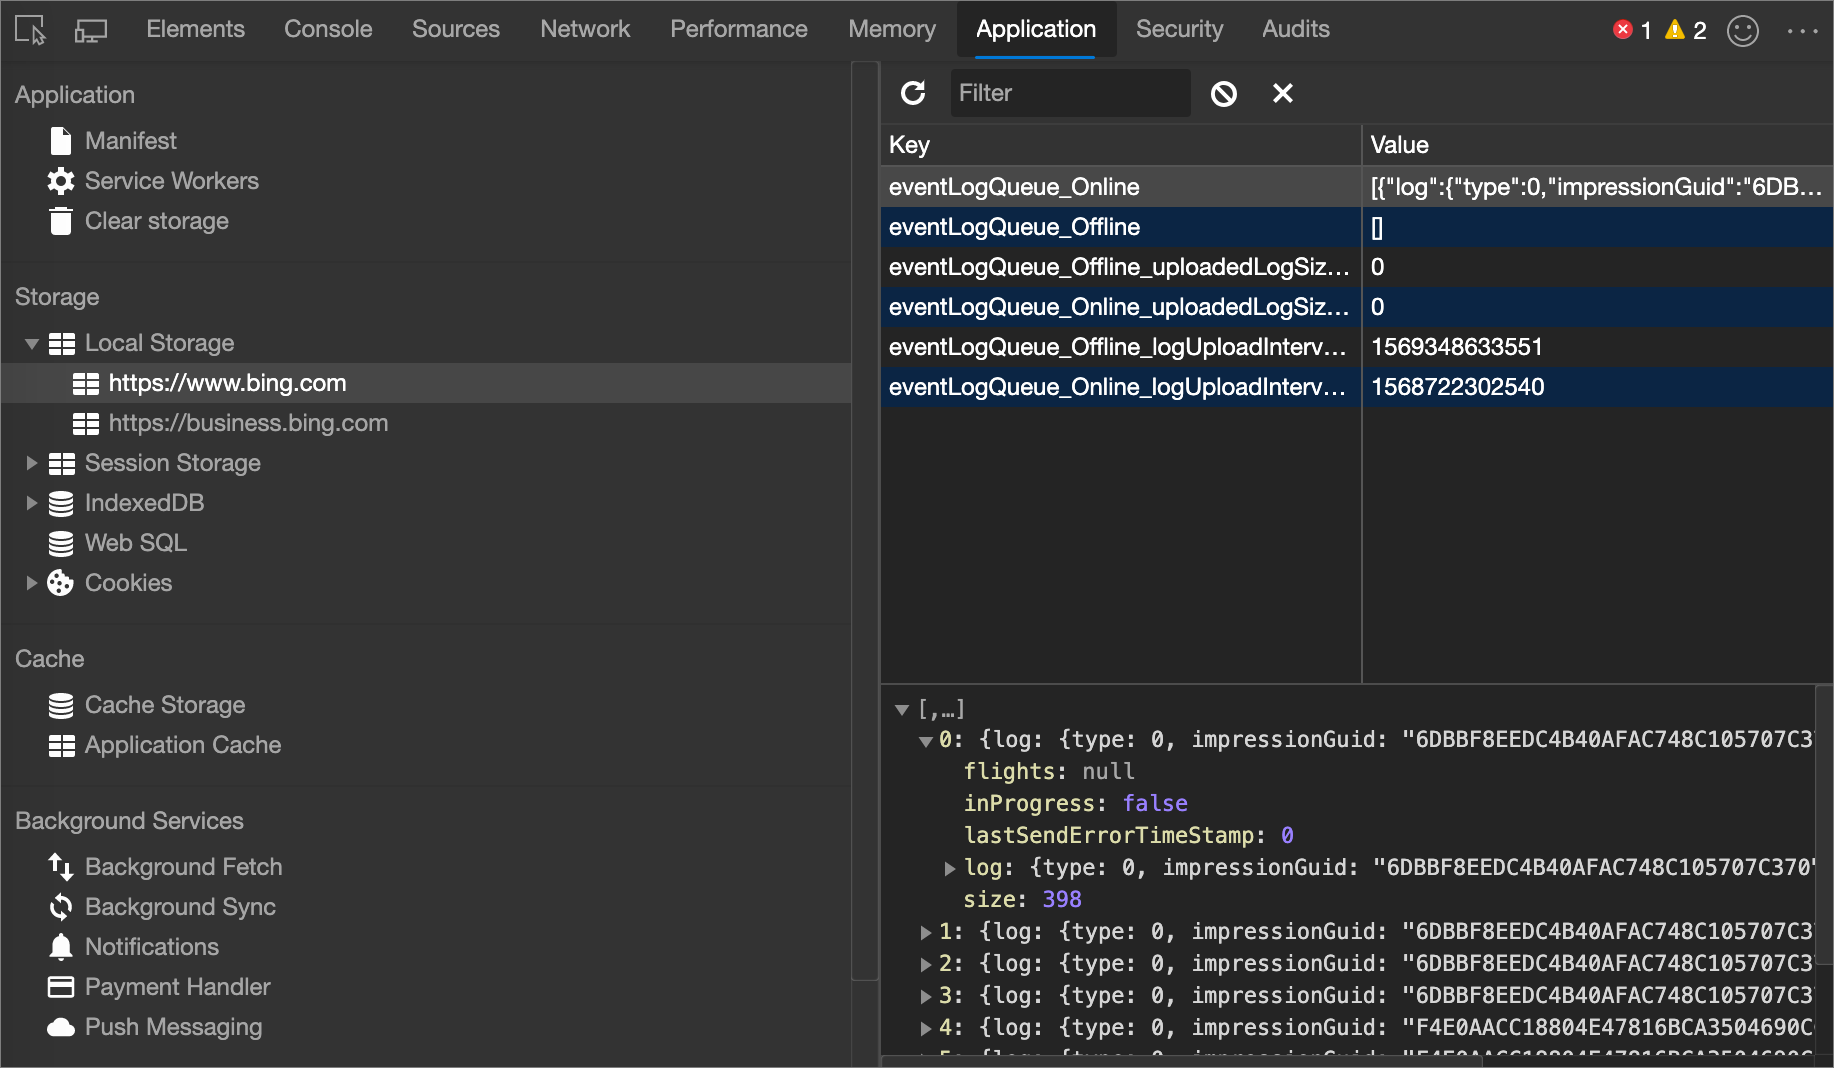 Elements Console Sources Network Performance Memory Application Security Audits 1 2
Application
Manifest
Service Workers
Clear storage
Storage
Local Storage
https://www.bing.com
https://business.bing.com
Session Storage
IndexedDB
Web SQL
Cookies
Cache
Cache Storage
Application Cache
Background Services
Background Fetch
Background Sync
Notifications
Payment Handler
Push Messaging
Filter
Key Value
eventLogQueue_Online [{"log":{"type":0,"impressionGuid":"6DB…
eventLogQueue_Offline []
eventLogQueue_Offline_uploadedLogSiz… 0
eventLogQueue_Online_uploadedLogSiz… 0
eventLogQueue_Offline_logUploadInterv… 1569348633551
eventLogQueue_Online_logUploadInterv… 1568722302540
[,…]
0: {log: {type: 0, impressionGuid: "6DBBF8EEDC4B40AFAC748C105707C3
flights: null
inProgress: false
lastSendErrorTimeStamp: 0
log: {type: 0, impressionGuid: "6DBBF8EEDC4B40AFAC748C105707C370"
size: 398
1: {log: {type: 0, impressionGuid: "6DBBF8EEDC4B40AFAC748C105707C3
2: {log: {type: 0, impressionGuid: "6DBBF8EEDC4B40AFAC748C105707C3
3: {log: {type: 0, impressionGuid: "6DBBF8EEDC4B40AFAC748C105707C3
4: {log: {type: 0, impressionGuid: "F4E0AACC18804E47816BCA3504690C